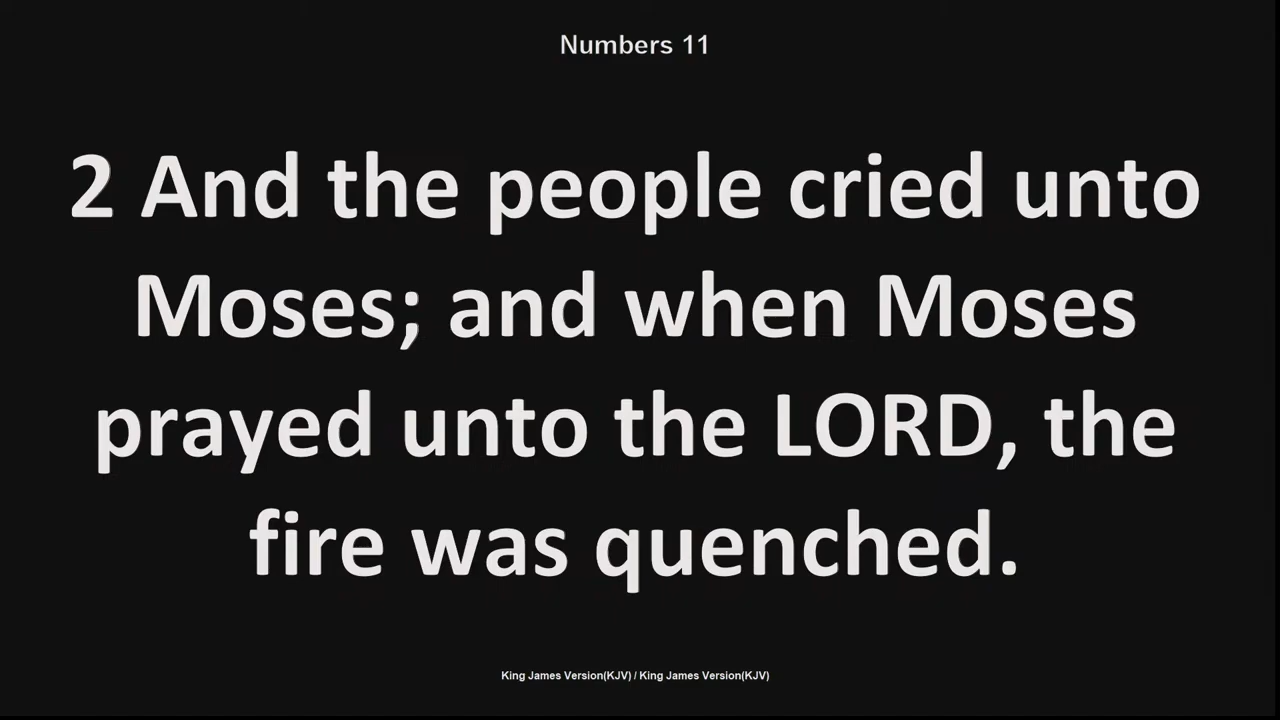 Numbers 11
2 And the people cried unto
Moses; and when Moses
prayed unto the LORD, the
fire was quenched.
King James Version(KJV) / King James Version(KJV)